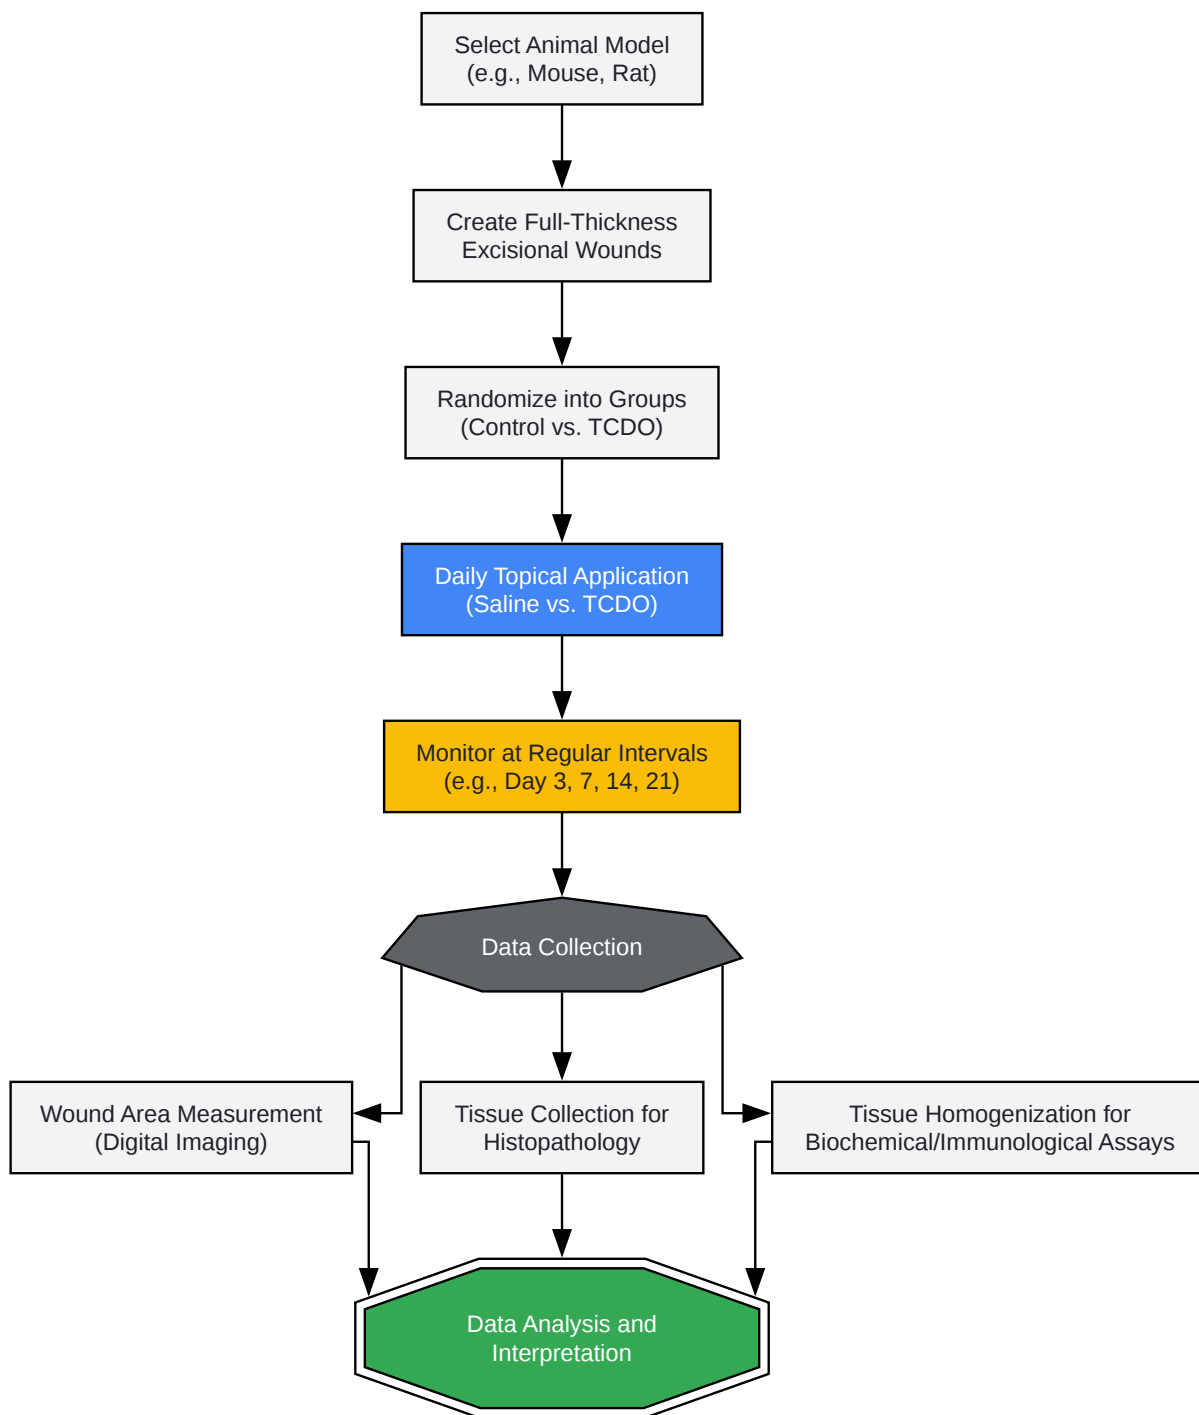 Select Animal Model
(e.g., Mouse, Rat)
Create Full-Thickness
Excisional Wounds
Randomize into Groups
(Control vs. TCDO)
Daily Topical Application
(Saline vs. TCDO)
Monitor at Regular Intervals
(e.g., Day 3, 7, 14, 21)
Data Collection
Wound Area Measurement
(Digital Imaging)
Tissue Collection for
Histopathology
Tissue Homogenization for
Biochemical/Immunological Assays
Data Analysis and
Interpretation